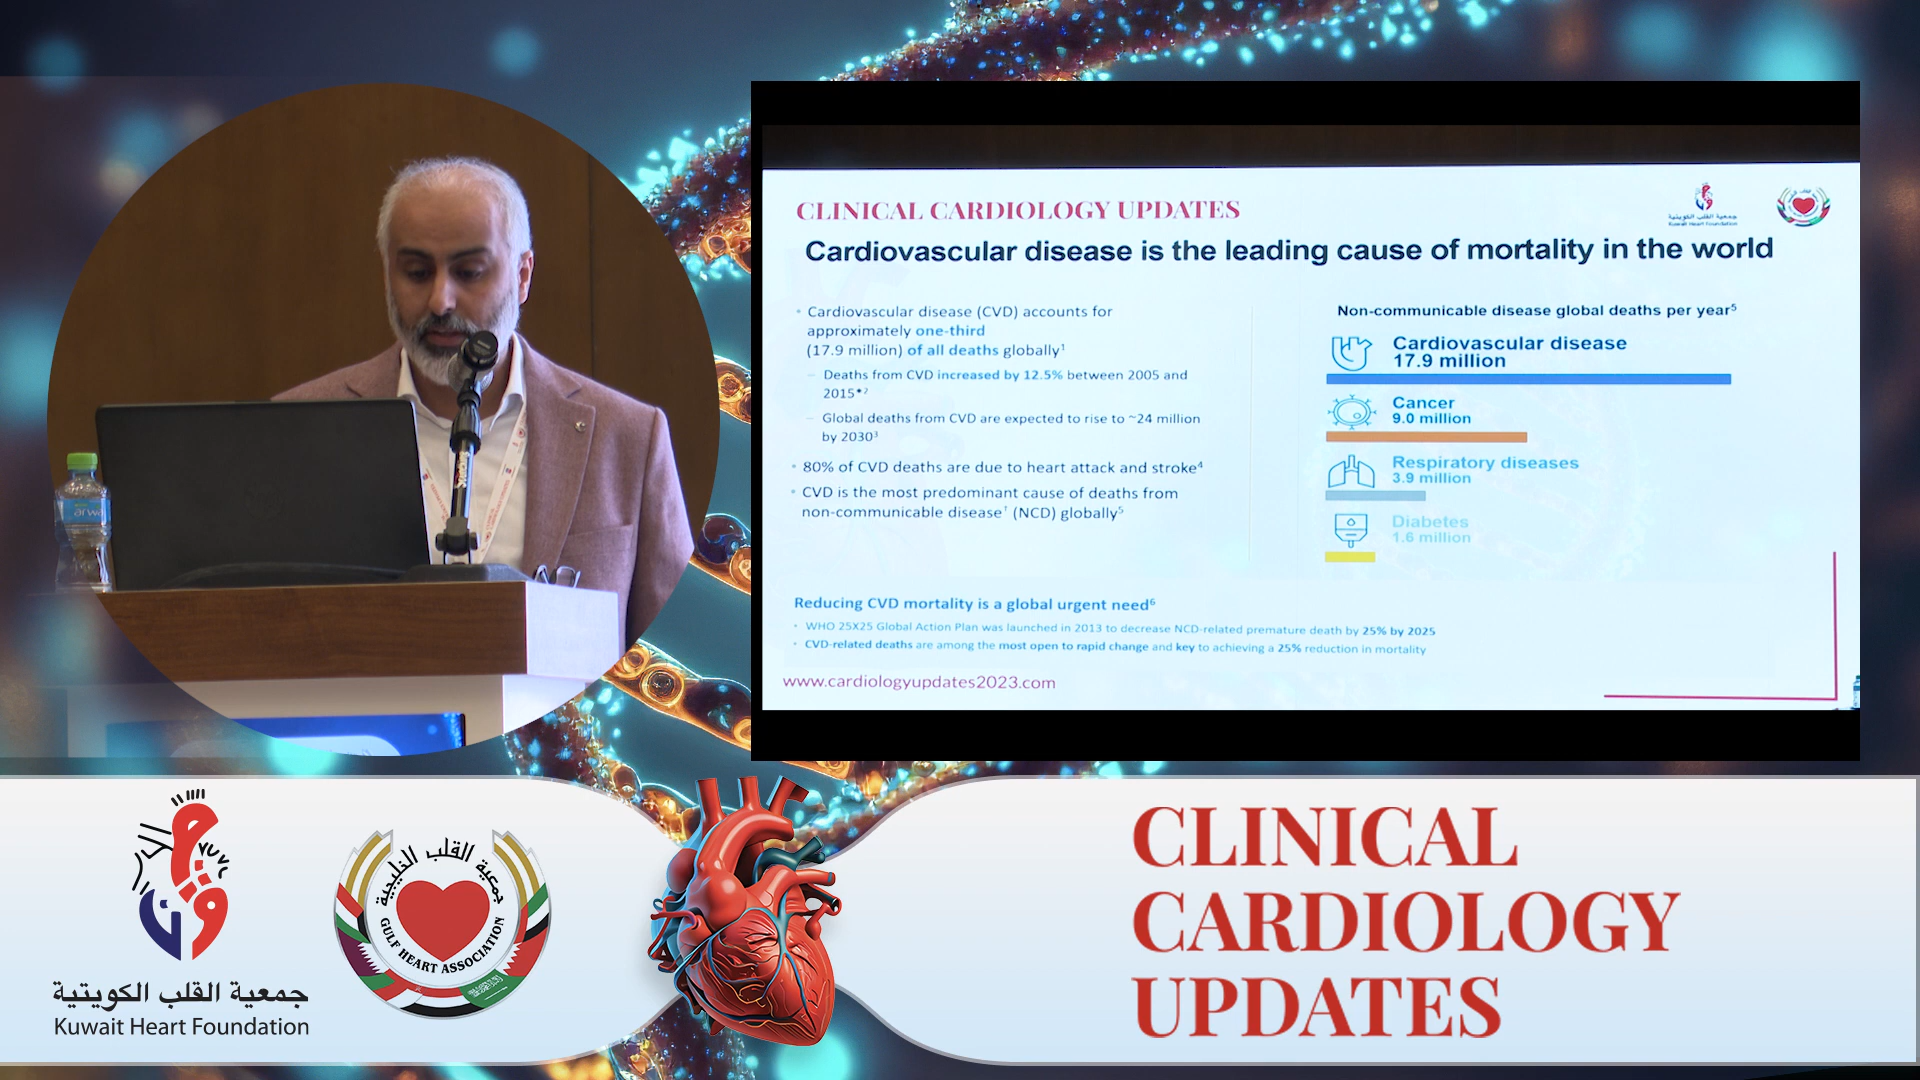 CLINICAL CARDIOLOGY UPDATES
جمعية القلب الكويتية
Kuwait Heart Foundation
Cardiovascular disease is the leading cause of mortality in the world
• Cardiovascular disease (CVD) accounts for
approximately one-third
(17.9 million) of all deaths globally¹
– Deaths from CVD increased by 12.5% between 2005 and
2015*²
– Global deaths from CVD are expected to rise to ~24 million
by 2030³
• 80% of CVD deaths are due to heart attack and stroke⁴
• CVD is the most predominant cause of deaths from
non-communicable disease† (NCD) globally⁵
Non-communicable disease global deaths per year⁵
Cardiovascular disease
17.9 million
Cancer
9.0 million
Respiratory diseases
3.9 million
Diabetes
1.6 million
Reducing CVD mortality is a global urgent need⁶
• WHO 25X25 Global Action Plan was launched in 2013 to decrease NCD-related premature death by 25% by 2025
• CVD-related deaths are among the most open to rapid change and key to achieving a 25% reduction in mortality
www.cardiologyupdates2023.com
arwa
جمعية القلب الكويتية
Kuwait Heart Foundation
جمعية القلب الخليجية
GULF HEART ASSOCIATION
CLINICAL
CARDIOLOGY
UPDATES